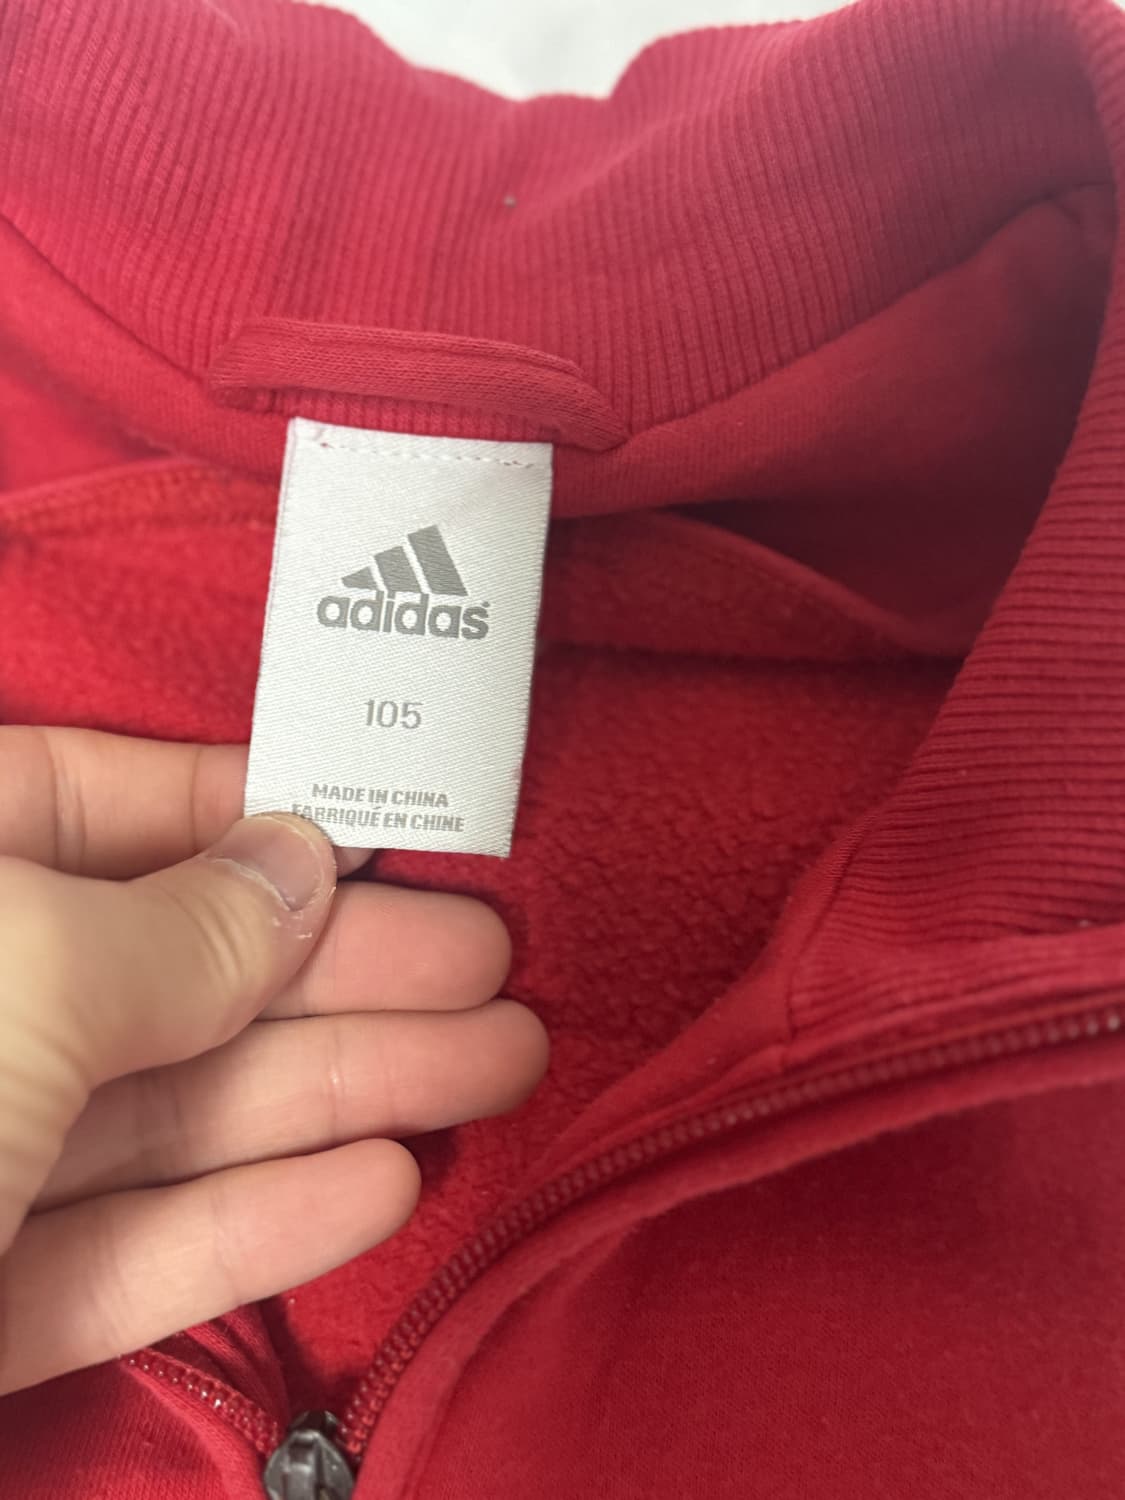 adidas
105
MADE IN CHINA
FABRIQUÉ EN CHINE